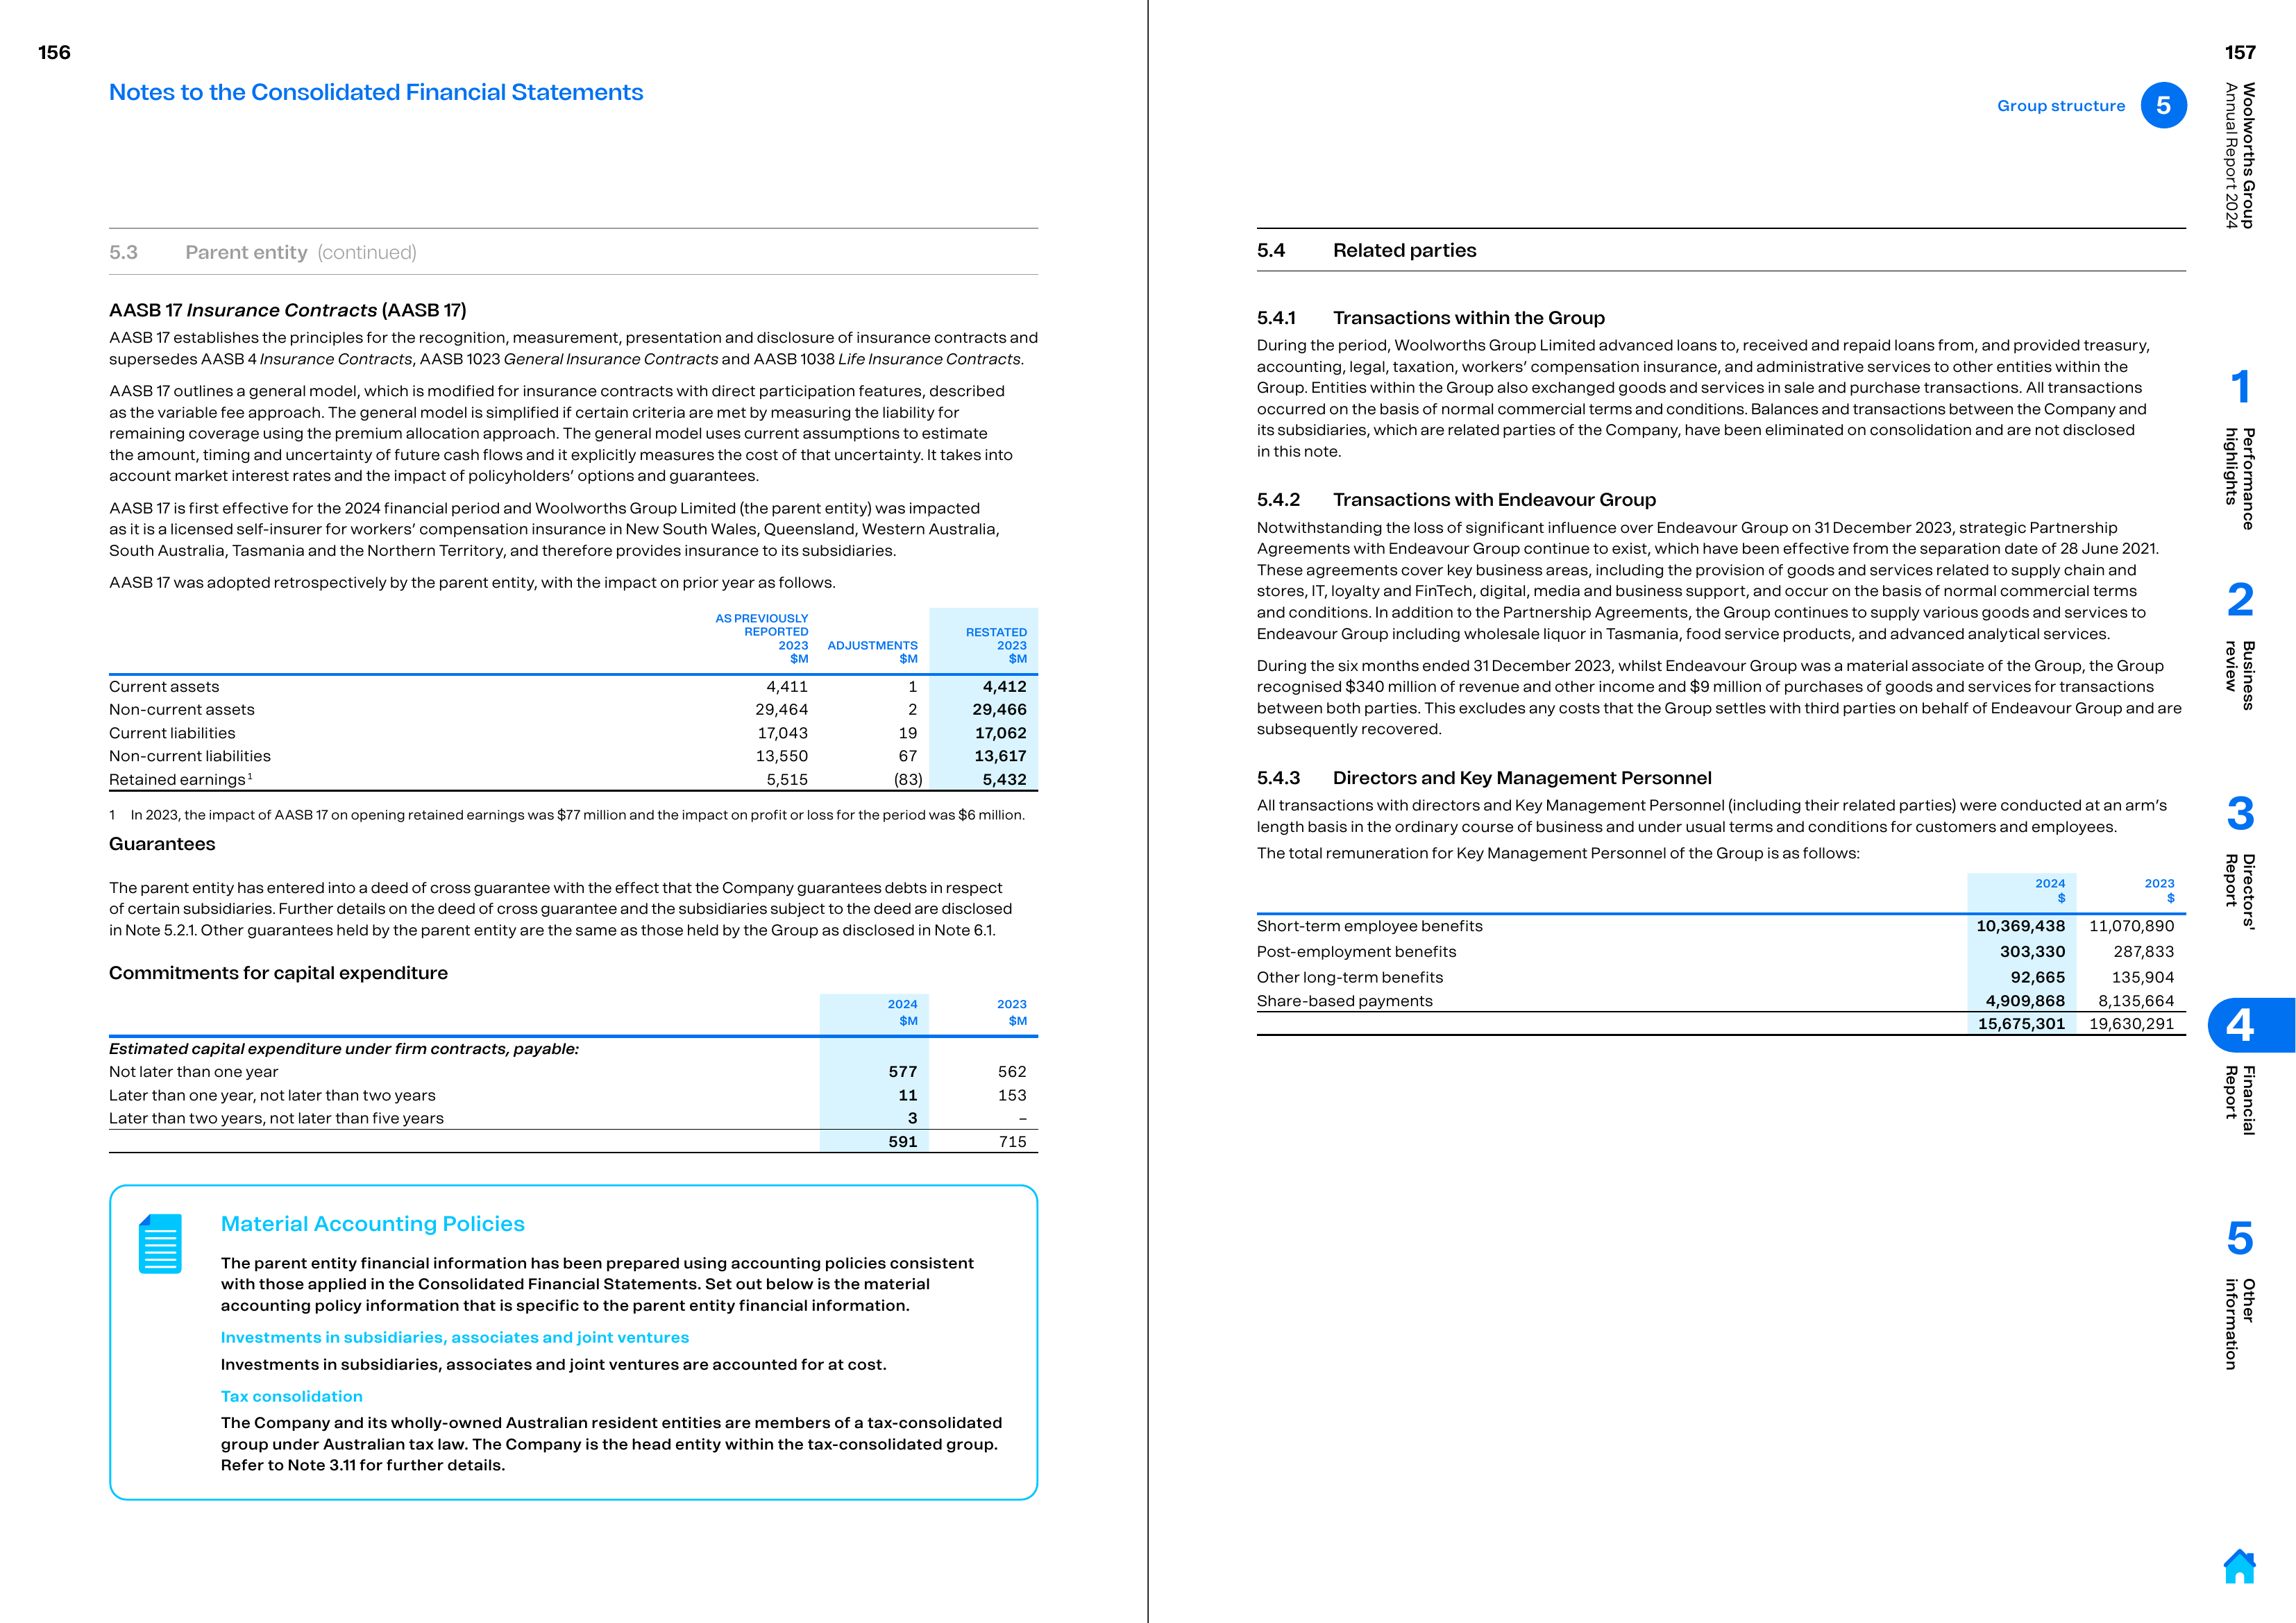 156
Notes to the Consolidated Financial Statements
5.3 Parent entity (continued)
AASB 17 Insurance Contracts (AASB 17)
AASB 17 establishes the principles for the recognition, measurement, presentation and disclosure of insurance contracts and
supersedes AASB 4 Insurance Contracts, AASB 1023 General Insurance Contracts and AASB 1038 Life Insurance Contracts.
AASB 17 outlines a general model, which is modified for insurance contracts with direct participation features, described
as the variable fee approach. The general model is simplified if certain criteria are met by measuring the liability for
remaining coverage using the premium allocation approach. The general model uses current assumptions to estimate
the amount, timing and uncertainty of future cash flows and it explicitly measures the cost of that uncertainty. It takes into
account market interest rates and the impact of policyholders’ options and guarantees.
AASB 17 is first effective for the 2024 financial period and Woolworths Group Limited (the parent entity) was impacted
as it is a licensed self-insurer for workers’ compensation insurance in New South Wales, Queensland, Western Australia,
South Australia, Tasmania and the Northern Territory, and therefore provides insurance to its subsidiaries.
AASB 17 was adopted retrospectively by the parent entity, with the impact on prior year as follows.
AS PREVIOUSLY
REPORTED RESTATED
2023 ADJUSTMENTS 2023
$M $M $M
Current assets 4,411 1 4,412
Non-current assets 29,464 2 29,466
Current liabilities 17,043 19 17,062
Non-current liabilities 13,550 67 13,617
Retained earnings 1 5,515 (83) 5,432
1 In 2023, the impact of AASB 17 on opening retained earnings was $77 million and the impact on profit or loss for the period was $6 million.
Guarantees
The parent entity has entered into a deed of cross guarantee with the effect that the Company guarantees debts in respect
of certain subsidiaries. Further details on the deed of cross guarantee and the subsidiaries subject to the deed are disclosed
in Note 5.2.1. Other guarantees held by the parent entity are the same as those held by the Group as disclosed in Note 6.1.
Commitments for capital expenditure
2024 2023
$M $M
Estimated capital expenditure under firm contracts, payable:
Not later than one year 577 562
Later than one year, not later than two years 11 153
Later than two years, not later than five years 3 –
591 715
Material Accounting Policies
The parent entity financial information has been prepared using accounting policies consistent
with those applied in the Consolidated Financial Statements. Set out below is the material
accounting policy information that is specific to the parent entity financial information.
Investments in subsidiaries, associates and joint ventures
Investments in subsidiaries, associates and joint ventures are accounted for at cost.
Tax consolidation
The Company and its wholly-owned Australian resident entities are members of a tax-consolidated
group under Australian tax law. The Company is the head entity within the tax-consolidated group.
Refer to Note 3.11 for further details.
Group structure 5
5.4 Related parties
5.4.1 Transactions within the Group
During the period, Woolworths Group Limited advanced loans to, received and repaid loans from, and provided treasury,
accounting, legal, taxation, workers’ compensation insurance, and administrative services to other entities within the
Group. Entities within the Group also exchanged goods and services in sale and purchase transactions. All transactions
occurred on the basis of normal commercial terms and conditions. Balances and transactions between the Company and
its subsidiaries, which are related parties of the Company, have been eliminated on consolidation and are not disclosed
in this note.
5.4.2 Transactions with Endeavour Group
Notwithstanding the loss of significant influence over Endeavour Group on 31 December 2023, strategic Partnership
Agreements with Endeavour Group continue to exist, which have been effective from the separation date of 28 June 2021.
These agreements cover key business areas, including the provision of goods and services related to supply chain and
stores, IT, loyalty and FinTech, digital, media and business support, and occur on the basis of normal commercial terms
and conditions. In addition to the Partnership Agreements, the Group continues to supply various goods and services to
Endeavour Group including wholesale liquor in Tasmania, food service products, and advanced analytical services.
During the six months ended 31 December 2023, whilst Endeavour Group was a material associate of the Group, the Group
recognised $340 million of revenue and other income and $9 million of purchases of goods and services for transactions
between both parties. This excludes any costs that the Group settles with third parties on behalf of Endeavour Group and are
subsequently recovered.
5.4.3 Directors and Key Management Personnel
All transactions with directors and Key Management Personnel (including their related parties) were conducted at an arm’s
length basis in the ordinary course of business and under usual terms and conditions for customers and employees.
The total remuneration for Key Management Personnel of the Group is as follows:
2024 2023
$ $
Short-term employee benefits 10,369,438 11,070,890
Post-employment benefits 303,330 287,833
Other long-term benefits 92,665 135,904
Share-based payments 4,909,868 8,135,664
15,675,301 19,630,291
157
Woolworths Group
Annual Report 2024
1
Performance
highlights
2
Business
review
3
Directors'
Report
4
Financial
Report
5
Other
information